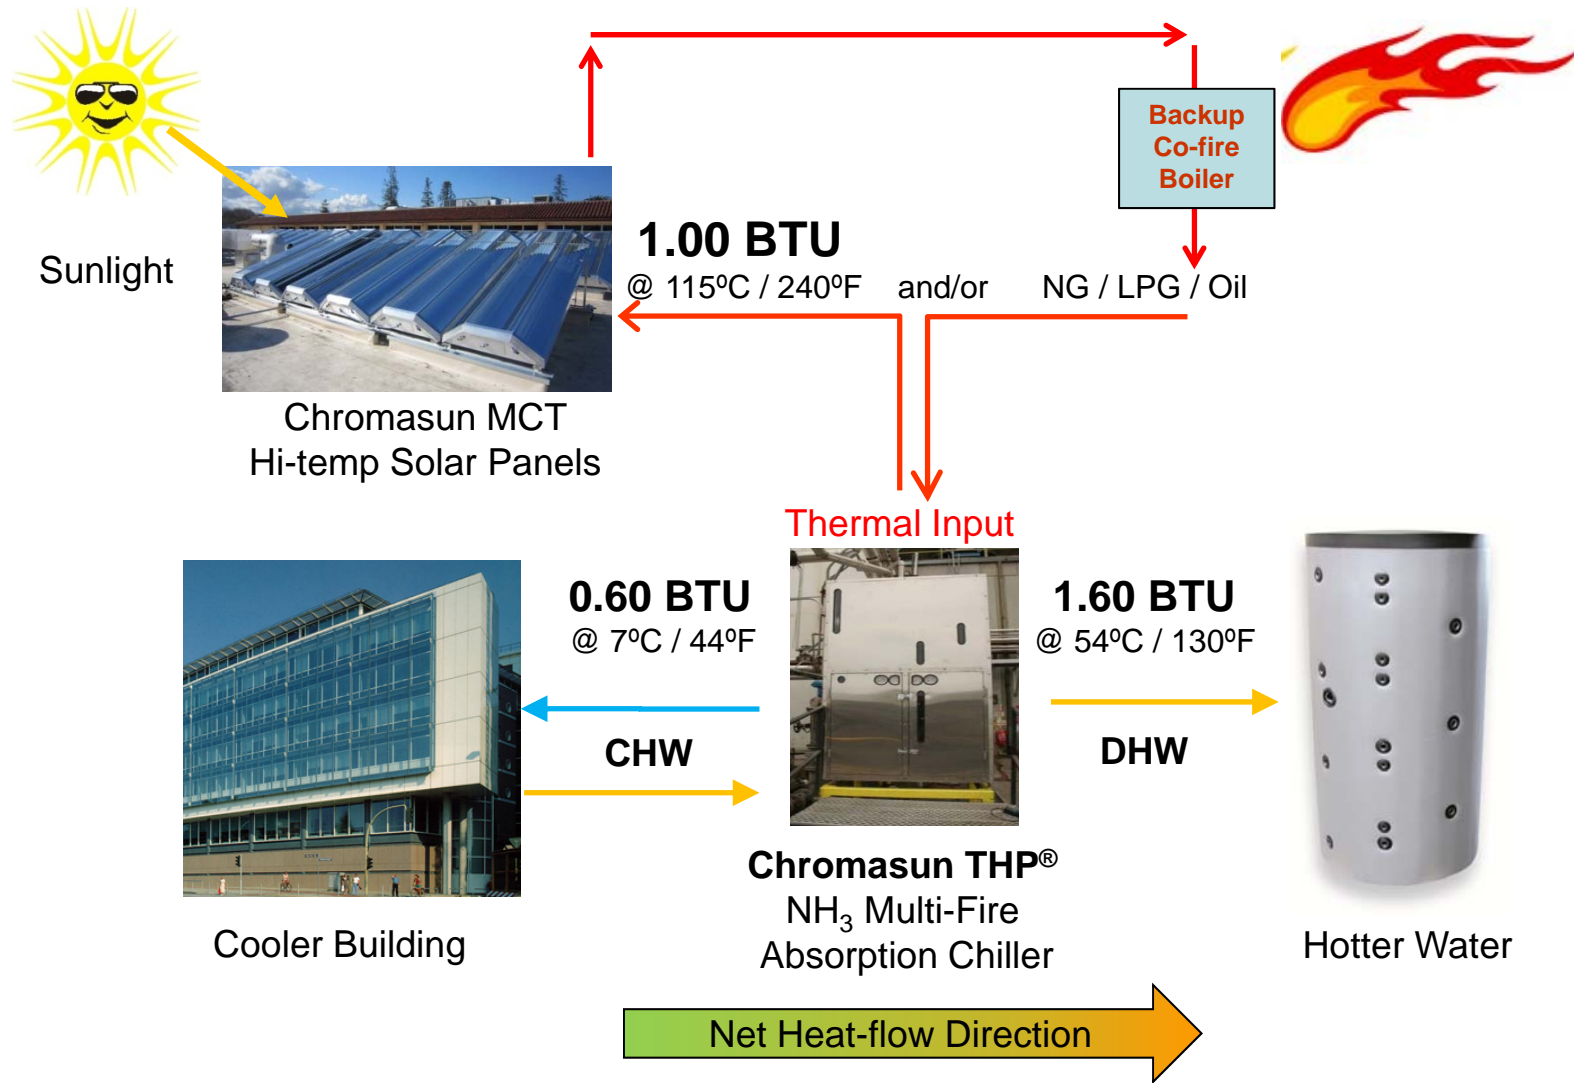 Backup
Co-fire
Boiler
Sunlight
1.00 BTU
@ 115ºC / 240ºF and/or NG / LPG / Oil
Chromasun MCT
Hi-temp Solar Panels
Thermal Input
0.60 BTU
@ 7ºC / 44ºF
CHW
1.60 BTU
@ 54ºC / 130ºF
DHW
Chromasun THP®
NH₃ Multi-Fire
Absorption Chiller
Cooler Building
Hotter Water
Net Heat-flow Direction